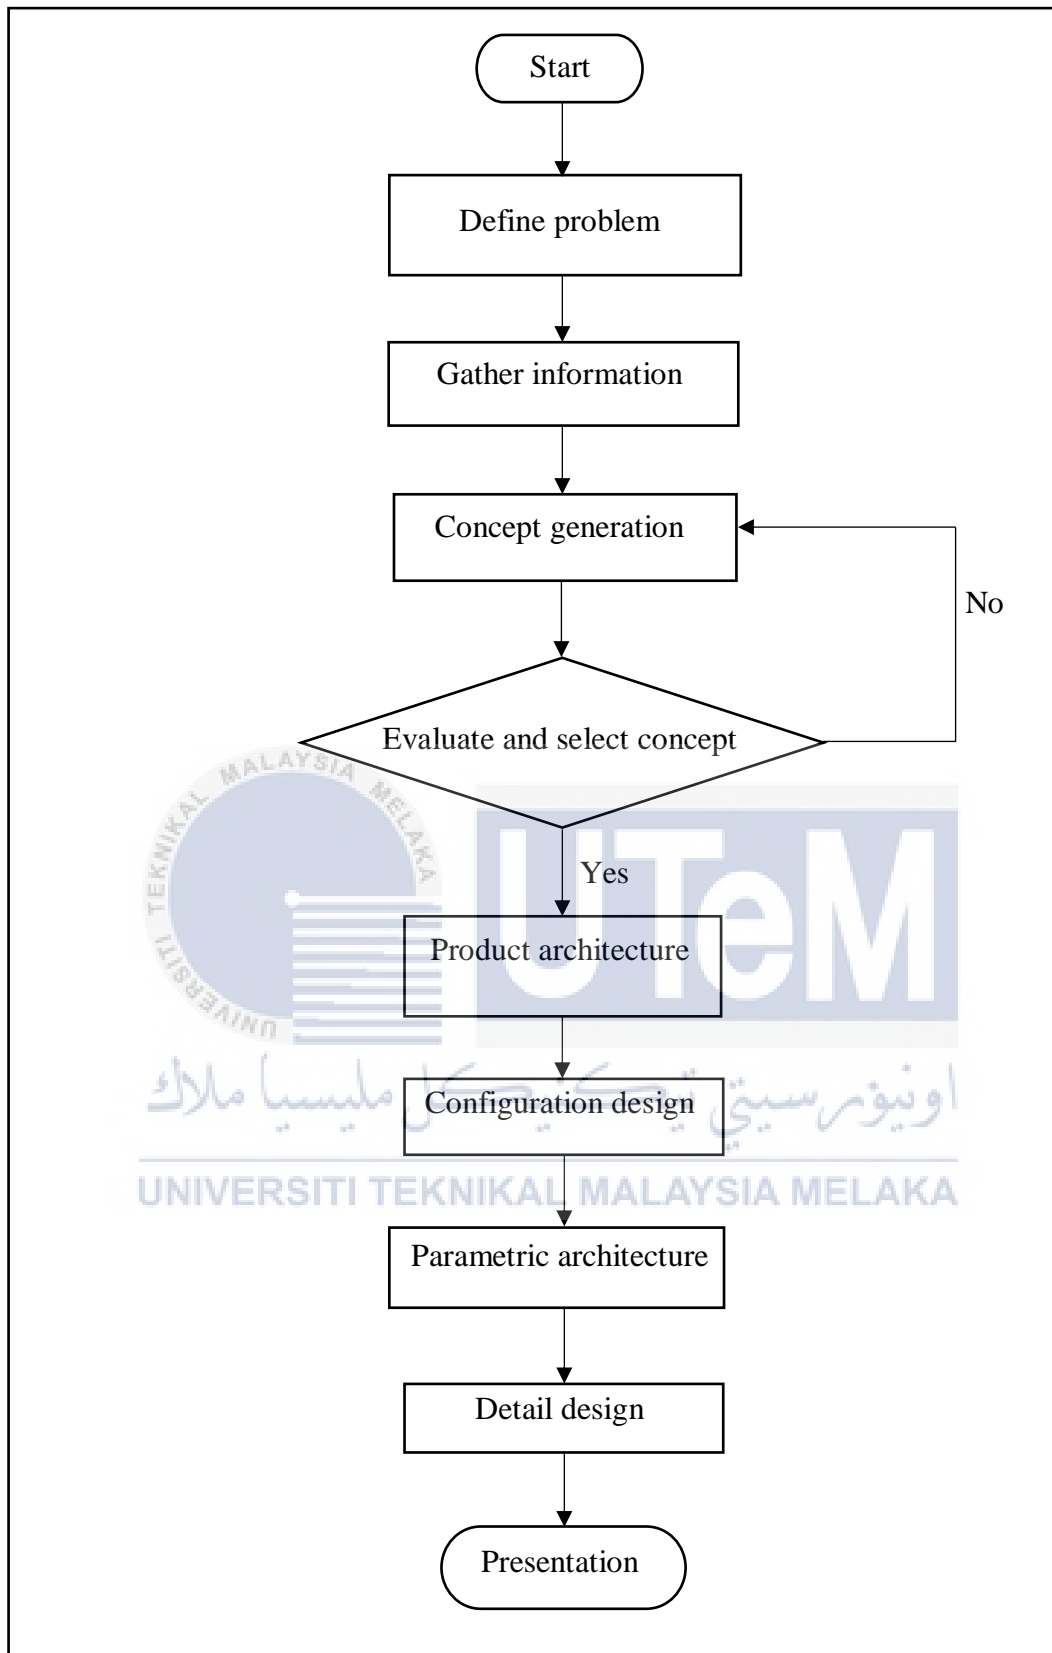 Start
Define problem
Gather information
Concept generation
No
Evaluate and select concept
UNIVERSITI TEKNIKAL MALAYSIA MELAKA
UTeM
Yes
Product architecture
اونيۏرسيتي تيكنيكل مليسيا ملاك
Configuration design
UNIVERSITI TEKNIKAL MALAYSIA MELAKA
Parametric architecture
Detail design
Presentation